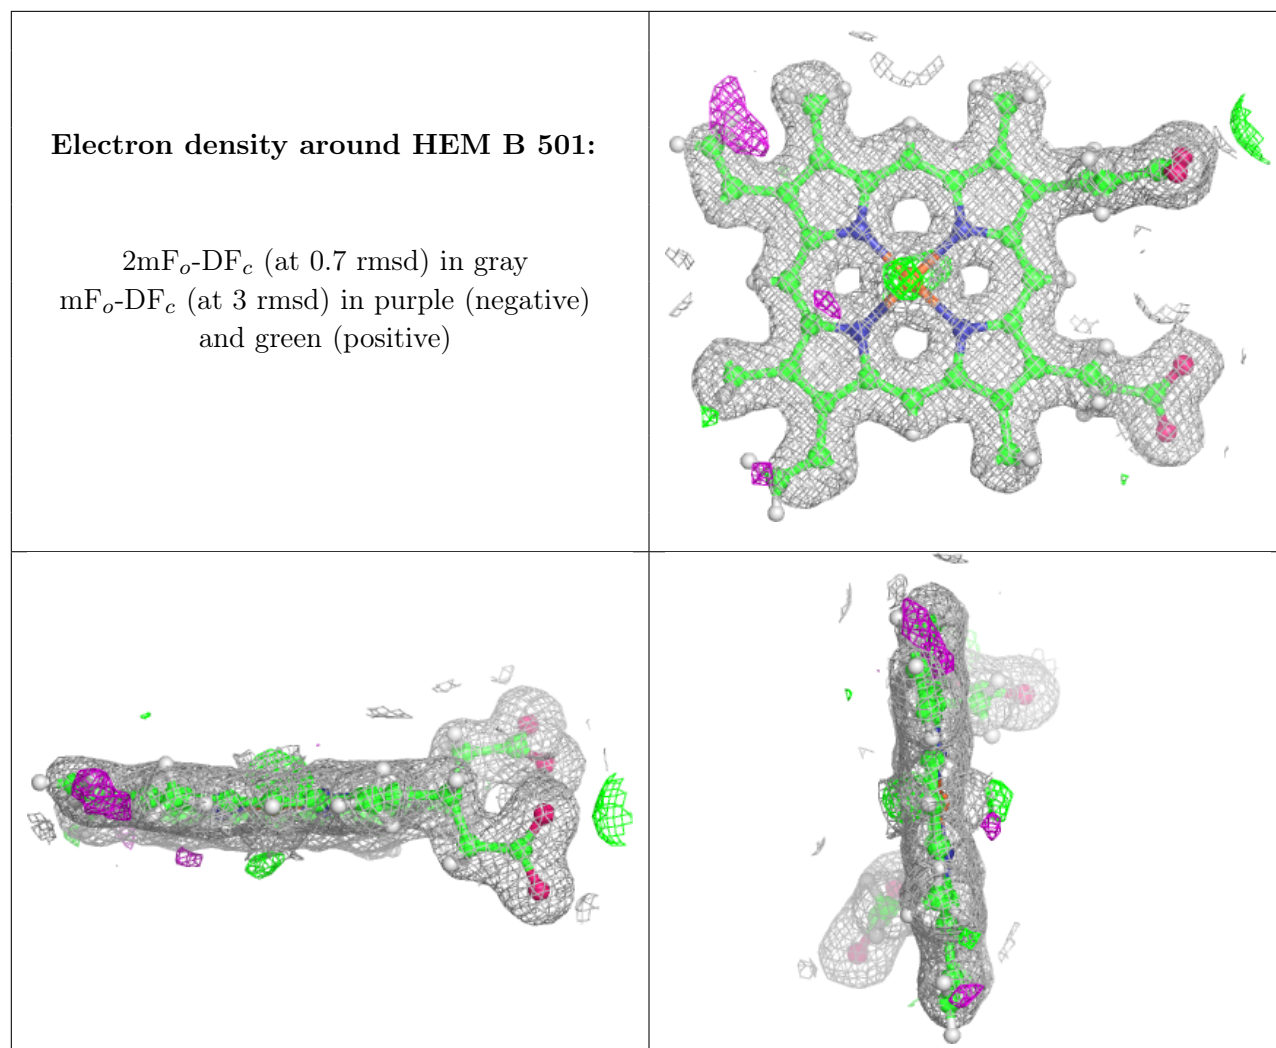 Electron density around HEM B 501:
2mFo-DFc (at 0.7 rmsd) in gray
mFo-DFc (at 3 rmsd) in purple (negative)
and green (positive)